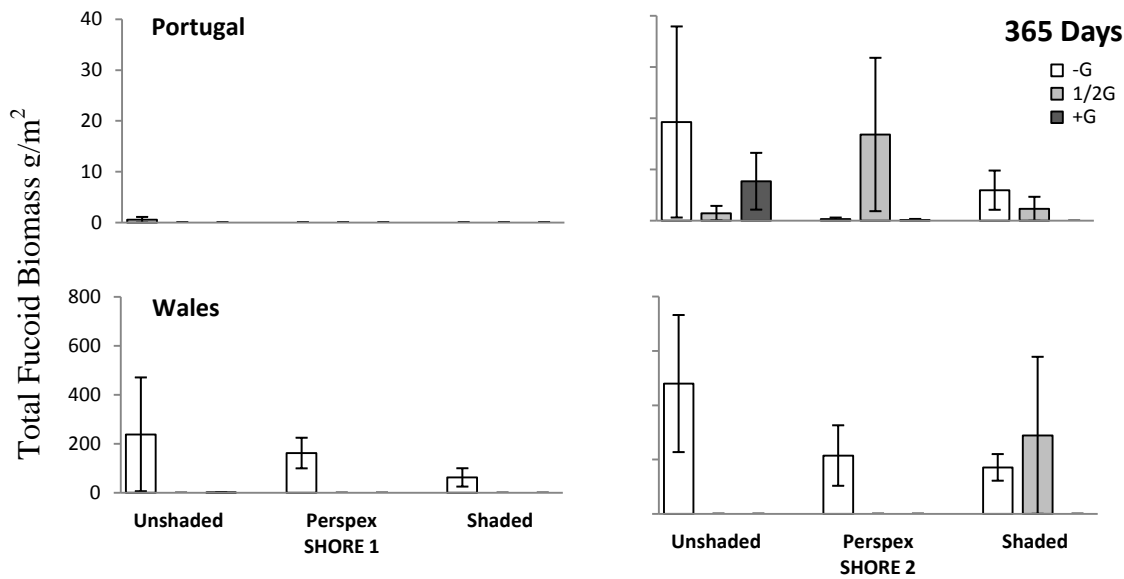 Total Fucoid Biomass g/m²
Portugal
40
30
20
10
0
365 Days
-G
1/2G
+G
Wales
800
600
400
200
0
Unshaded Perspex Shaded
SHORE 1
Unshaded Perspex Shaded
SHORE 2